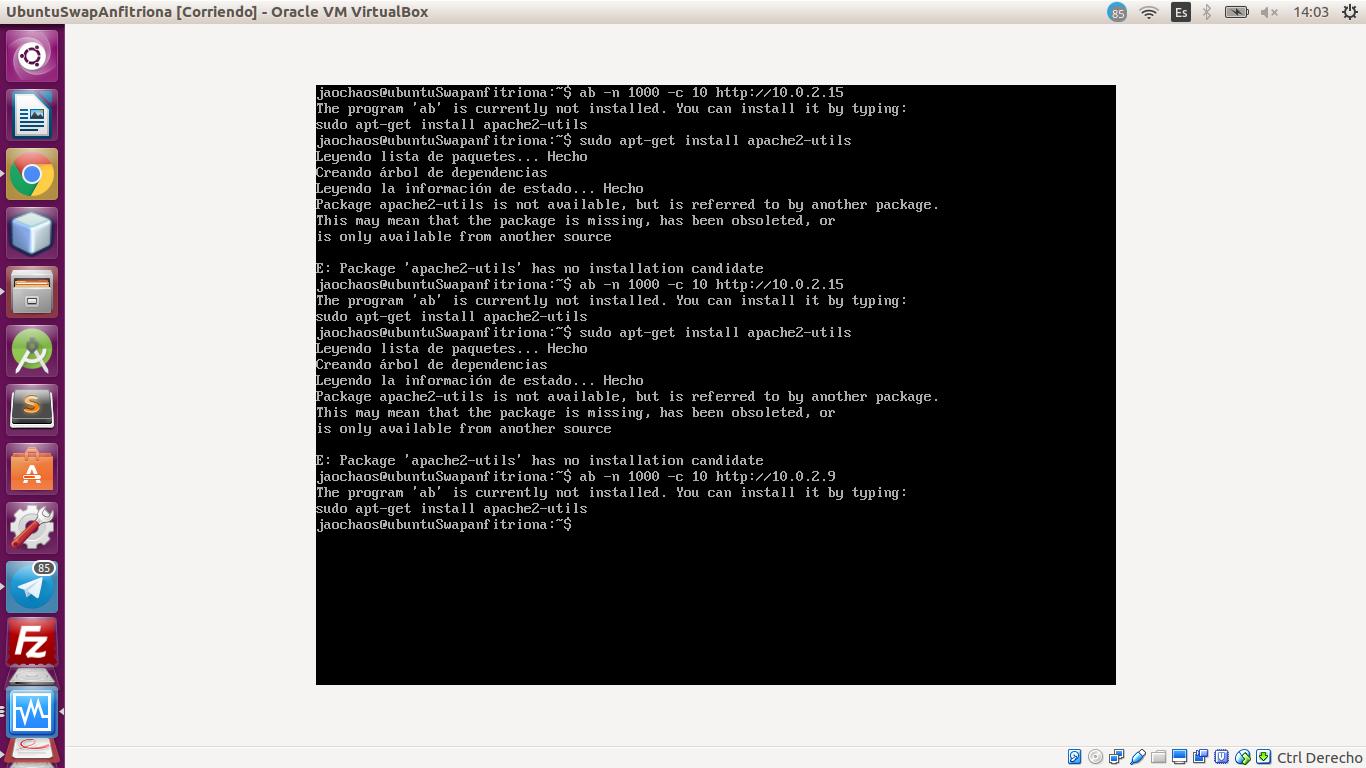 UbuntuSwapAnfitriona [Corriendo] - Oracle VM VirtualBox
85
Es
14:03
jaochaos@ubuntuSwapanfitriona:~$ ab -n 1000 -c 10 http://10.0.2.15
The program 'ab' is currently not installed. You can install it by typing:
sudo apt-get install apache2-utils
jaochaos@ubuntuSwapanfitriona:~$ sudo apt-get install apache2-utils
Leyendo lista de paquetes... Hecho
Creando árbol de dependencias
Leyendo la información de estado... Hecho
Package apache2-utils is not available, but is referred to by another package.
This may mean that the package is missing, has been obsoleted, or
is only available from another source
E: Package 'apache2-utils' has no installation candidate
jaochaos@ubuntuSwapanfitriona:~$ ab -n 1000 -c 10 http://10.0.2.15
The program 'ab' is currently not installed. You can install it by typing:
sudo apt-get install apache2-utils
jaochaos@ubuntuSwapanfitriona:~$ sudo apt-get install apache2-utils
Leyendo lista de paquetes... Hecho
Creando árbol de dependencias
Leyendo la información de estado... Hecho
Package apache2-utils is not available, but is referred to by another package.
This may mean that the package is missing, has been obsoleted, or
is only available from another source
E: Package 'apache2-utils' has no installation candidate
jaochaos@ubuntuSwapanfitriona:~$ ab -n 1000 -c 10 http://10.0.2.9
The program 'ab' is currently not installed. You can install it by typing:
sudo apt-get install apache2-utils
jaochaos@ubuntuSwapanfitriona:~$
S
A
85
Fz
Ctrl Derecho